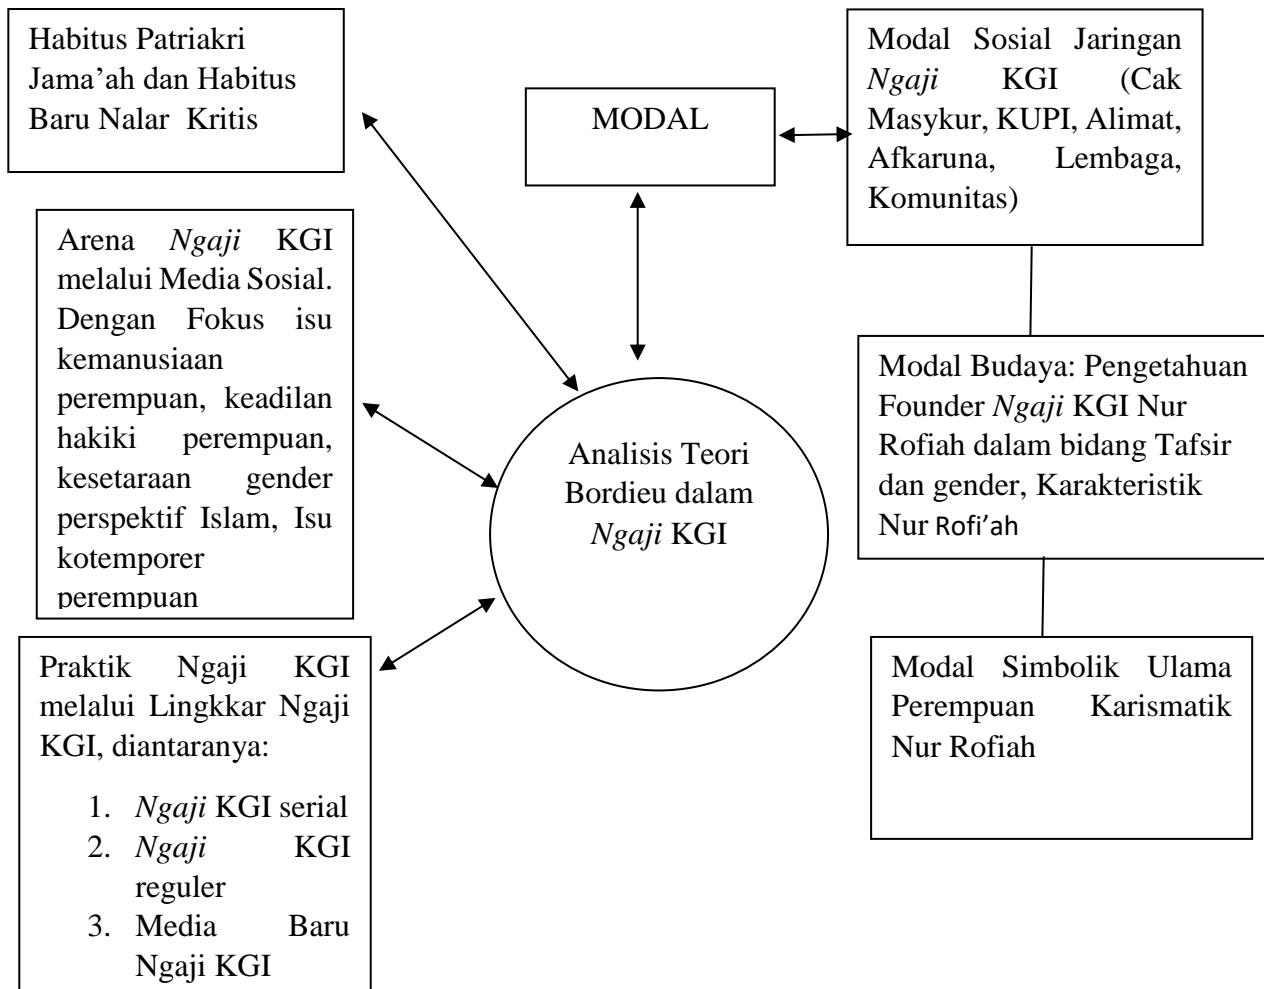 Habitus Patriakri
Jama’ah dan Habitus
Baru Nalar Kritis
MODAL
Modal Sosial Jaringan
Ngaji KGI (Cak
Masykur, KUPI, Alimat,
Afkaruna, Lembaga,
Komunitas)
Arena Ngaji KGI
melalui Media Sosial.
Dengan Fokus isu
kemanusiaan
perempuan, keadilan
hakiki perempuan,
kesetaraan gender
perspektif Islam, Isu
kotemporer
perempuan
Analisis Teori
Bordieu dalam
Ngaji KGI
Modal Budaya: Pengetahuan
Founder Ngaji KGI Nur
Rofiah dalam bidang Tafsir
dan gender, Karakteristik
Nur Rofi’ah
Praktik Ngaji KGI
melalui Lingkkar Ngaji
KGI, diantaranya:
1. Ngaji KGI serial
2. Ngaji KGI
reguler
3. Media Baru
Ngaji KGI
Modal Simbolik Ulama
Perempuan Karismatik
Nur Rofiah